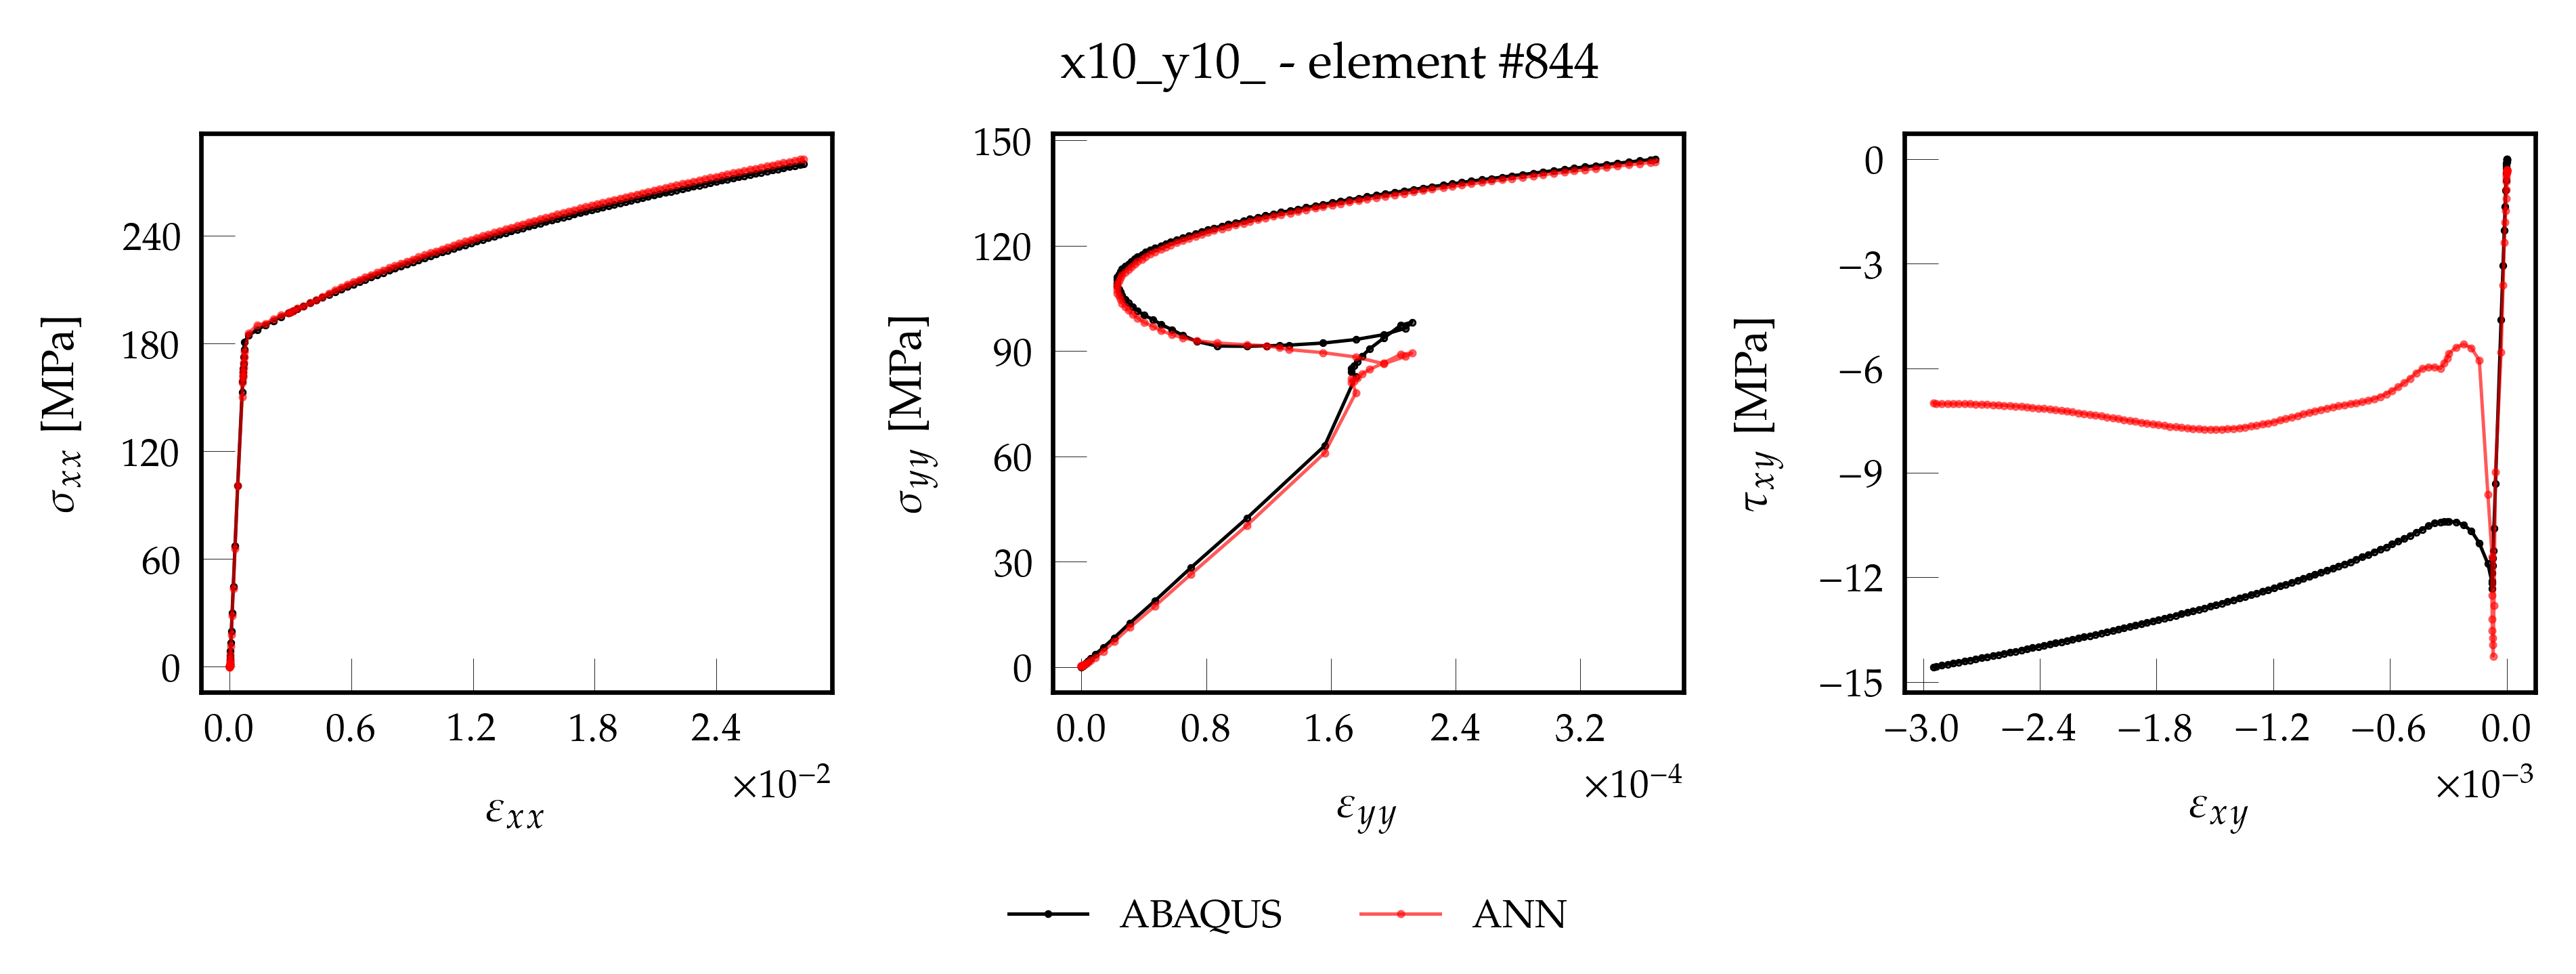 x10_y10_ - element #844
σxx [MPa]
240
180
120
60
0
0.0 0.6 1.2 1.8 2.4
×10−2
εxx
σyy [MPa]
150
120
90
60
30
0
0.0 0.8 1.6 2.4 3.2
×10−4
εyy
τxy [MPa]
0
−3
−6
−9
−12
−15
−3.0 −2.4 −1.8 −1.2 −0.6 0.0
×10−3
εxy
ABAQUS ANN